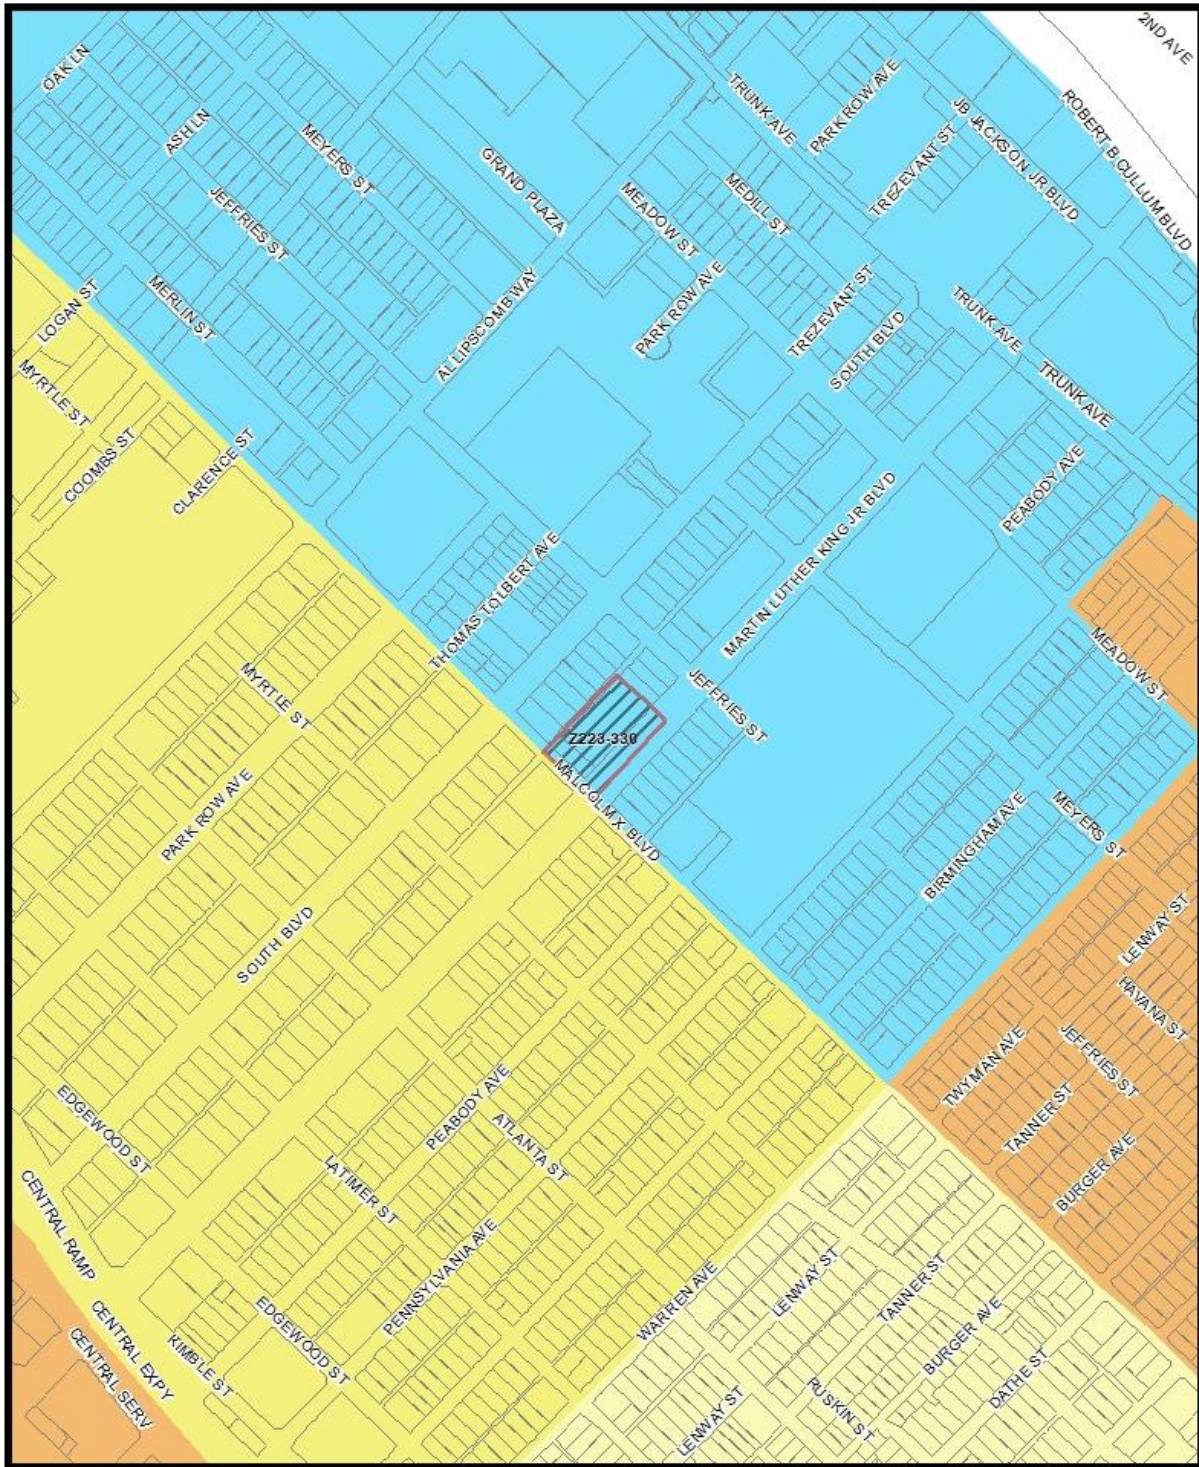 2ND AVE
OAK LN
TRUNK AVE
PARK ROW AVE
ROBERT B CULLUM BLVD
JB JACKSON JR BLVD
ASH LN
MEYERS ST
GRAND PLAZA
TREZEVANT ST
JEFFRIES ST
MEADOW ST
MEDILL ST
LOGAN ST
MERLIN ST
AL LIPSCOMB WAY
PARK ROW AVE
TREZEVANT ST
SOUTH BLVD
TRUNK AVE
TRUNK AVE
MYRTLE ST
COOMBS ST
CLARENCE ST
PEABODY AVE
MARTIN LUTHER KING JR BLVD
THOMAS TOLBERT AVE
MEADOW ST
MYRTLE ST
JEFFRIES ST
Z223-330
MALCOLM X BLVD
PARK ROW AVE
BIRMINGHAM AVE
MEYERS ST
SOUTH BLVD
LENWAY ST
HAVANA ST
TWYMAN AVE
JEFFRIES ST
EDGEWOOD ST
PEABODY AVE
ATLANTA ST
TANNER ST
BURGER AVE
LATIMER ST
CENTRAL RAMP
PENNSYLVANIA AVE
WARREN AVE
LENWAY ST
TANNER ST
CENTRAL EXPY
CENTRAL SERV
KIMBLE ST
EDGEWOOD ST
BURGER AVE
DATHE ST
LENWAY ST
RUSKIN ST